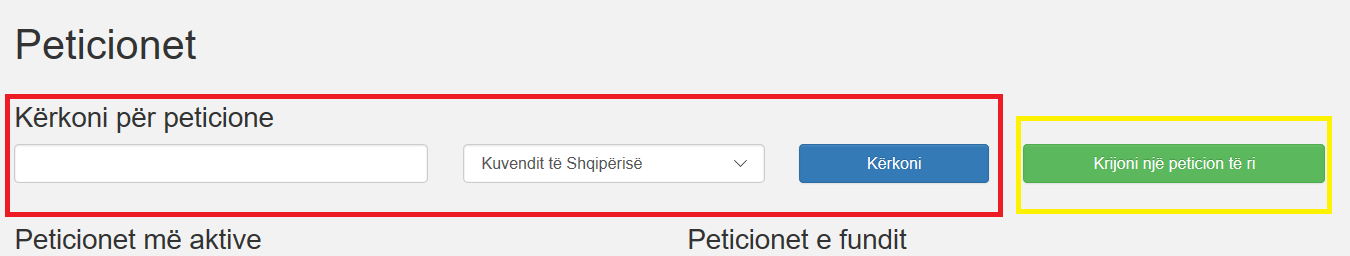 Peticionet
Kërkoni për peticione
Kuvendit të Shqipërisë
Kërkoni
Krijoni një peticion të ri
Peticionet më aktive
Peticionet e fundit